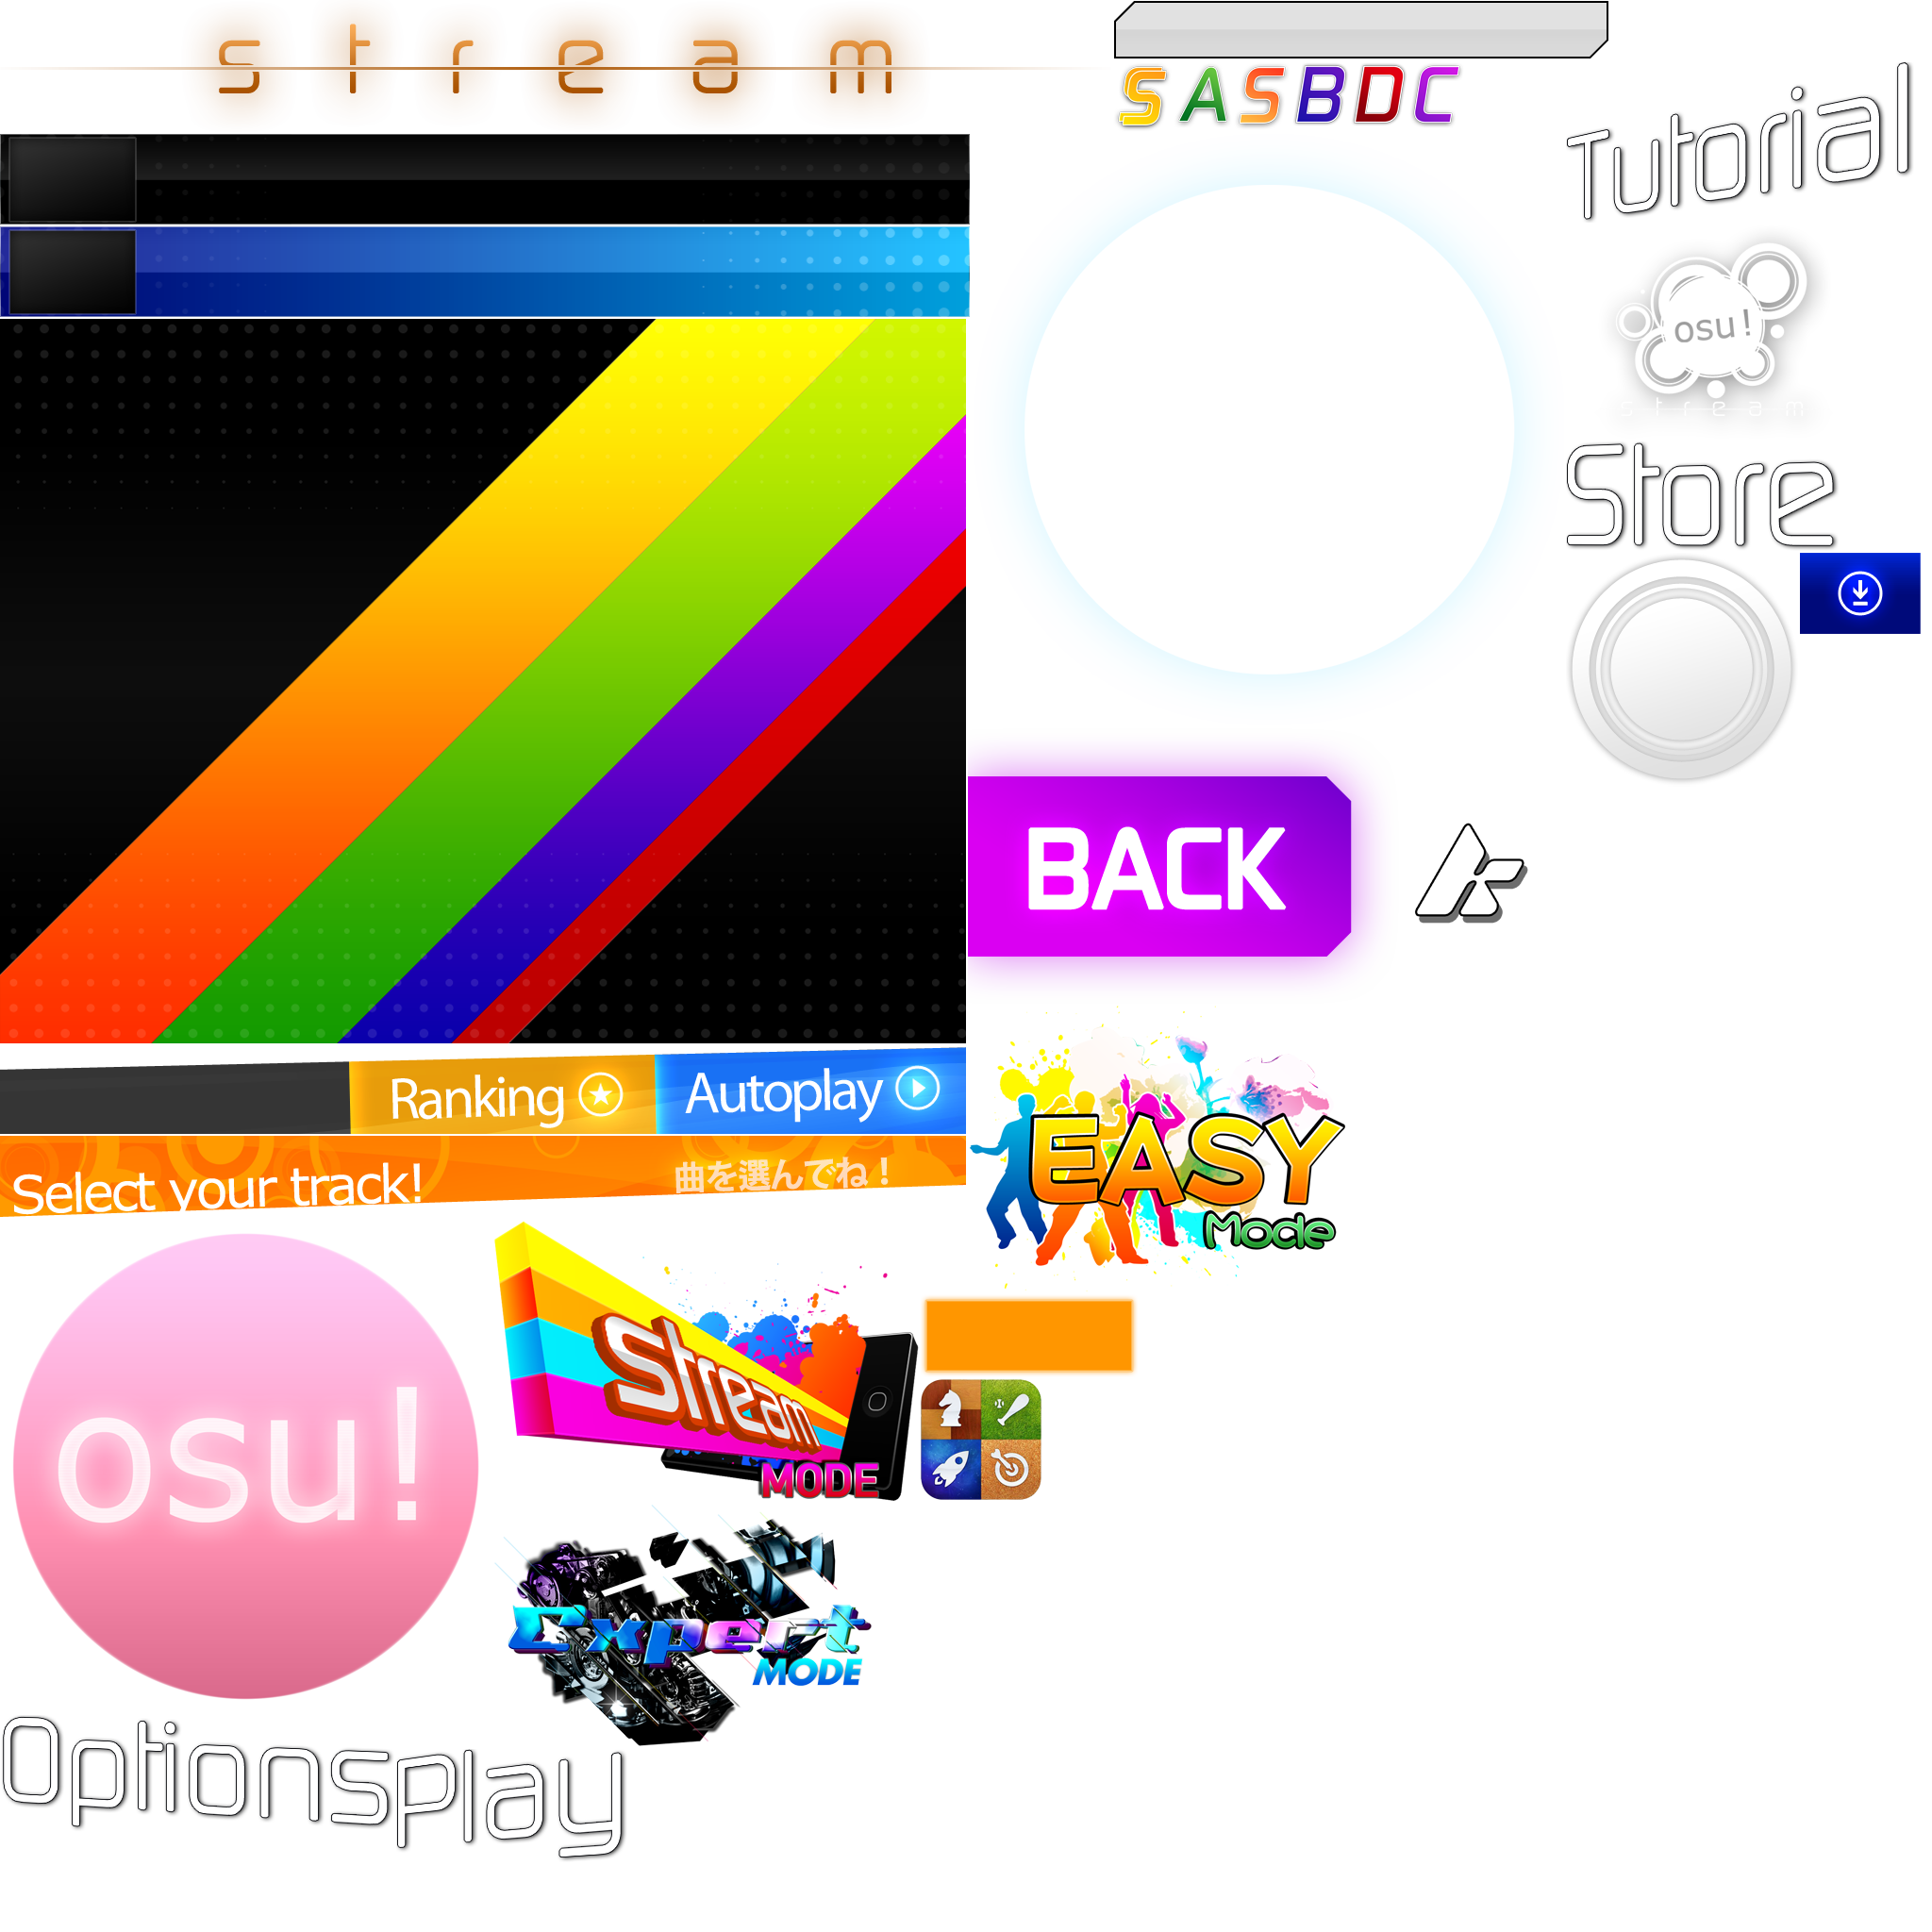 stream
SASBDC
Tutorial
osu!
stream
Store
BACK
Ranking
Autoplay
Select your track!
曲を選んでね!
EASY
Mode
osu!
Stream
MODE
Expert
MODE
Options
Play